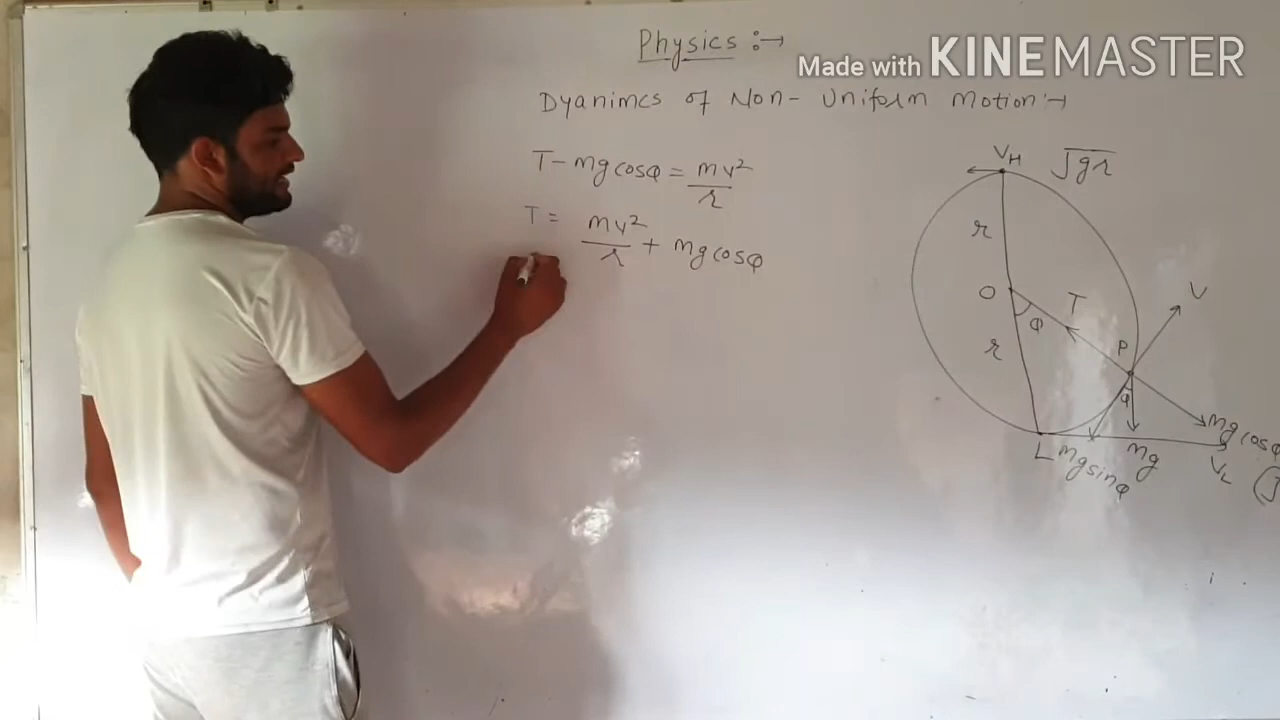 Physics :→
Made with KINEMASTER
Dyanimcs of Non- Uniform Motion:→
T - mg cosφ = mv²/r
T = mv²/r + mg cosφ
V_H
√gr
r
O
φ
T
V
r
P
φ
mg cosφ
L
mg sinφ
mg
V_L